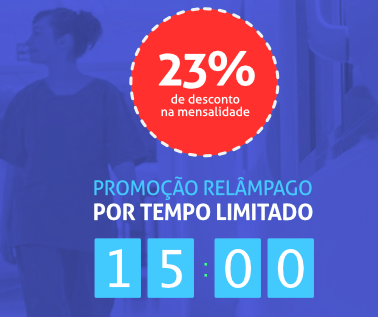 23%
de desconto
na mensalidade
PROMOÇÃO RELÂMPAGO
POR TEMPO LIMITADO
15:00